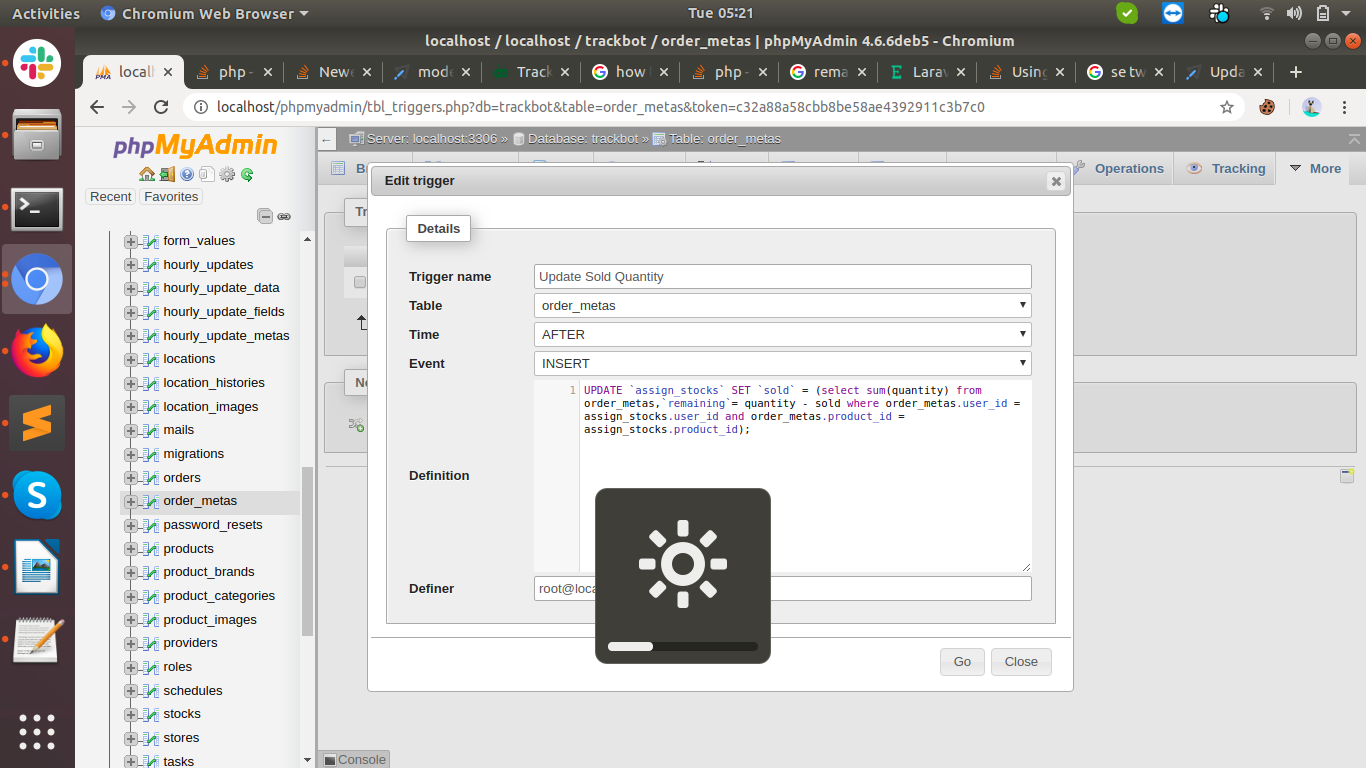 Activities
Chromium Web Browser
Tue 05:21
localhost / localhost / trackbot / order_metas | phpMyAdmin 4.6.6deb5 - Chromium
local
php -
Newe
mode
Track
how
php -
rema
Larav
Using
se tw
Upda
localhost/phpmyadmin/tbl_triggers.php?db=trackbot&table=order_metas&token=c32a88a58cbb8be58ae4392911c3b7c0
phpMyAdmin
Recent
Favorites
form_values
hourly_updates
hourly_update_data
hourly_update_fields
hourly_update_metas
locations
location_histories
location_images
mails
migrations
orders
order_metas
password_resets
products
product_brands
product_categories
product_images
providers
roles
schedules
stocks
stores
tasks
Server: localhost:3306 » Database: trackbot » Table: order_metas
Operations
Tracking
More
Edit trigger
Details
Trigger name
Update Sold Quantity
Table
order_metas
Time
AFTER
Event
INSERT
Definition
1
UPDATE `assign_stocks` SET `sold` = (select sum(quantity) from
order_metas,`remaining`= quantity - sold where order_metas.user_id =
assign_stocks.user_id and order_metas.product_id =
assign_stocks.product_id);
Definer
root@loca
Go
Close
Console